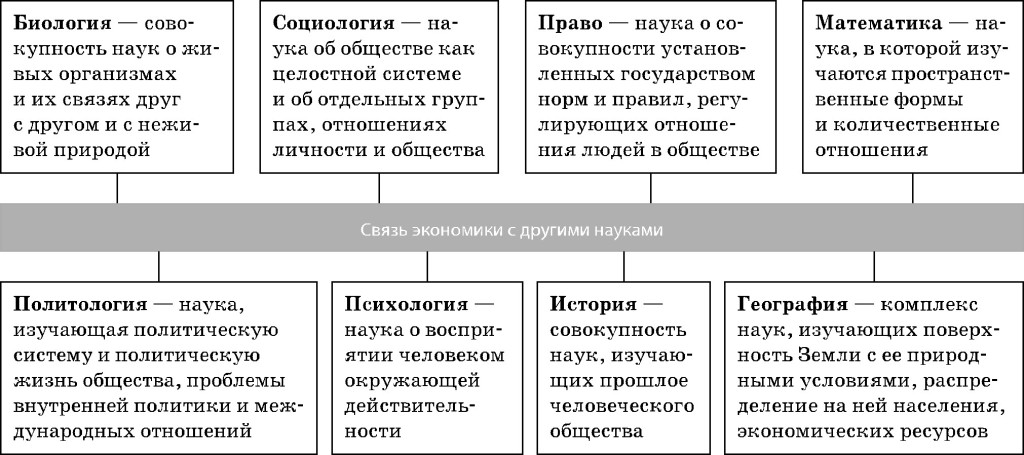 Биология — сово-
купность наук о жи-
вых организмах
и их связях друг
с другом и с нежи-
вой природой
Социология — на-
ука об обществе как
целостной системе
и об отдельных груп-
пах, отношениях
личности и общества
Право — наука о со-
вокупности установ-
ленных государством
норм и правил, регу-
лирующих отноше-
ния людей в обществе
Математика — на-
ука, в которой изу-
чаются пространст-
венные формы
и количественные
отношения
Связь экономики с другими науками
Политология — наука,
изучающая политическую
систему и политическую
жизнь общества, проблемы
внутренней политики и меж-
дународных отношений
Психология —
наука о воспри-
ятии человеком
окружающей
действитель-
ности
История —
совокупность
наук, изучаю-
щих прошлое
человеческого
общества
География — комплекс
наук, изучающих поверх-
ность Земли с ее природ-
ными условиями, распре-
деление на ней населения,
экономических ресурсов